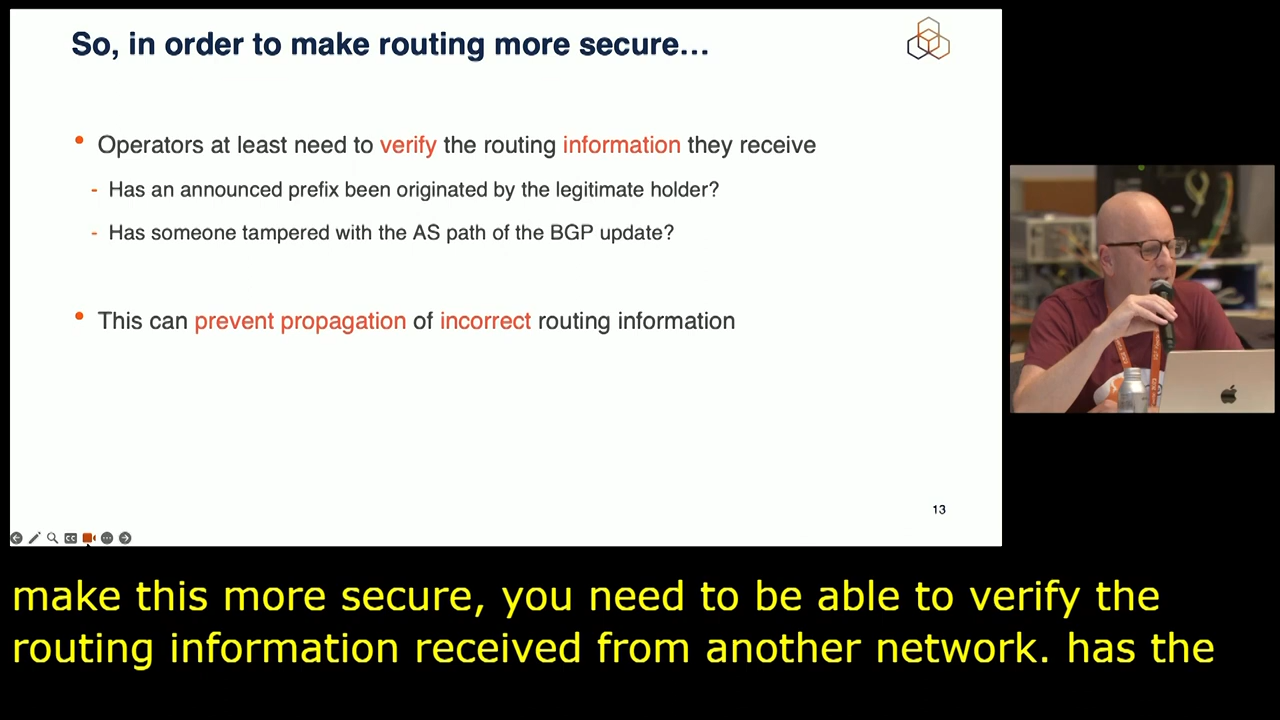 So, in order to make routing more secure…
• Operators at least need to verify the routing information they receive
- Has an announced prefix been originated by the legitimate holder?
- Has someone tampered with the AS path of the BGP update?
• This can prevent propagation of incorrect routing information
13
make this more secure, you need to be able to verify the
routing information received from another network. has the